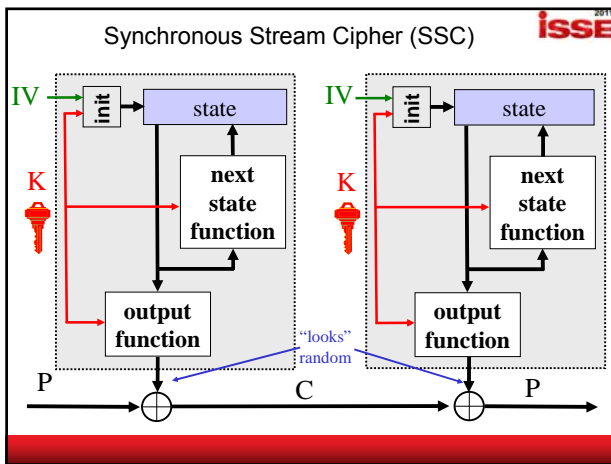 Synchronous Stream Cipher (SSC)
isse
2011
IV
init
state
K
next
state
function
output
function
P
IV
init
state
K
next
state
function
output
function
"looks"
random
C
P